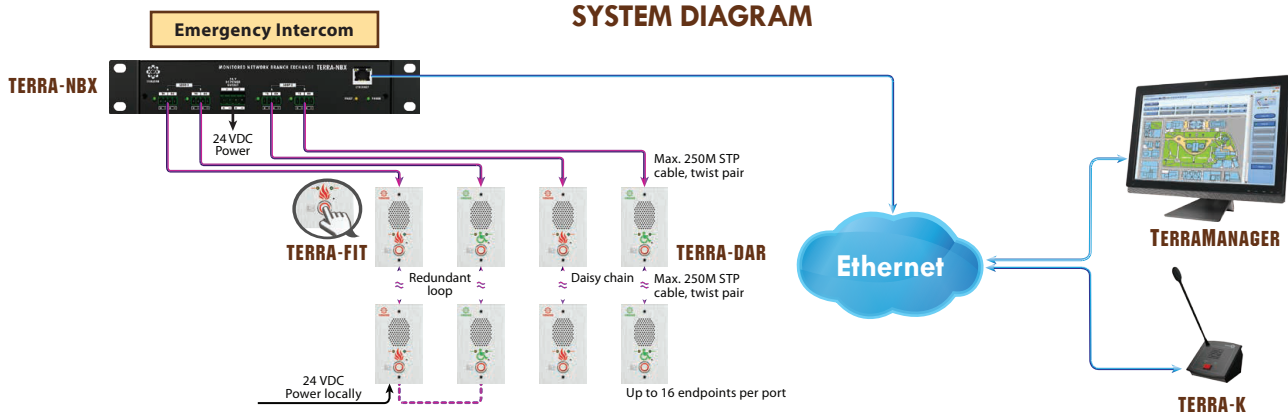 SYSTEM DIAGRAM
Emergency Intercom
MONITORED NETWORK BRANCH EXCHANGE TERRA-NBX
TERRA-NBX
24 VDC
Power
Max. 250M STP
cable, twist pair
TERRA-FIT
TERRA-DAR
Redundant
loop
Daisy chain
Max. 250M STP
cable, twist pair
24 VDC
Power locally
Up to 16 endpoints per port
Ethernet
TERRAMANAGER
TERRA-K